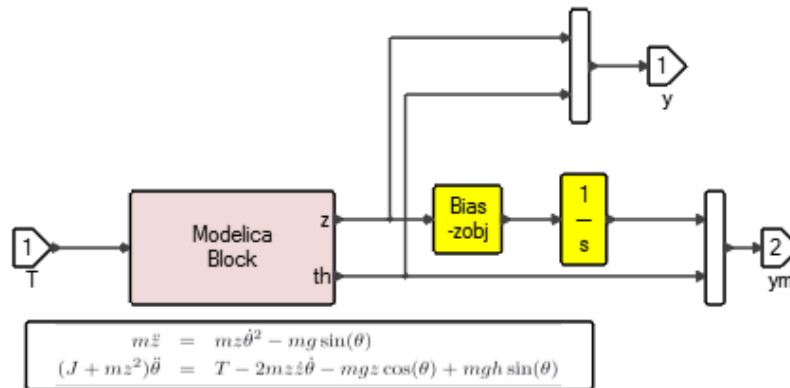 1
y
z
Bias
-zobj
1
s
Modelica
Block
1
T
th
2
ym
mz̈ = mzθ̇² − mg sin(θ)
(J + mz²)θ̈ = T − 2mzżθ̇ − mgz cos(θ) + mgh sin(θ)